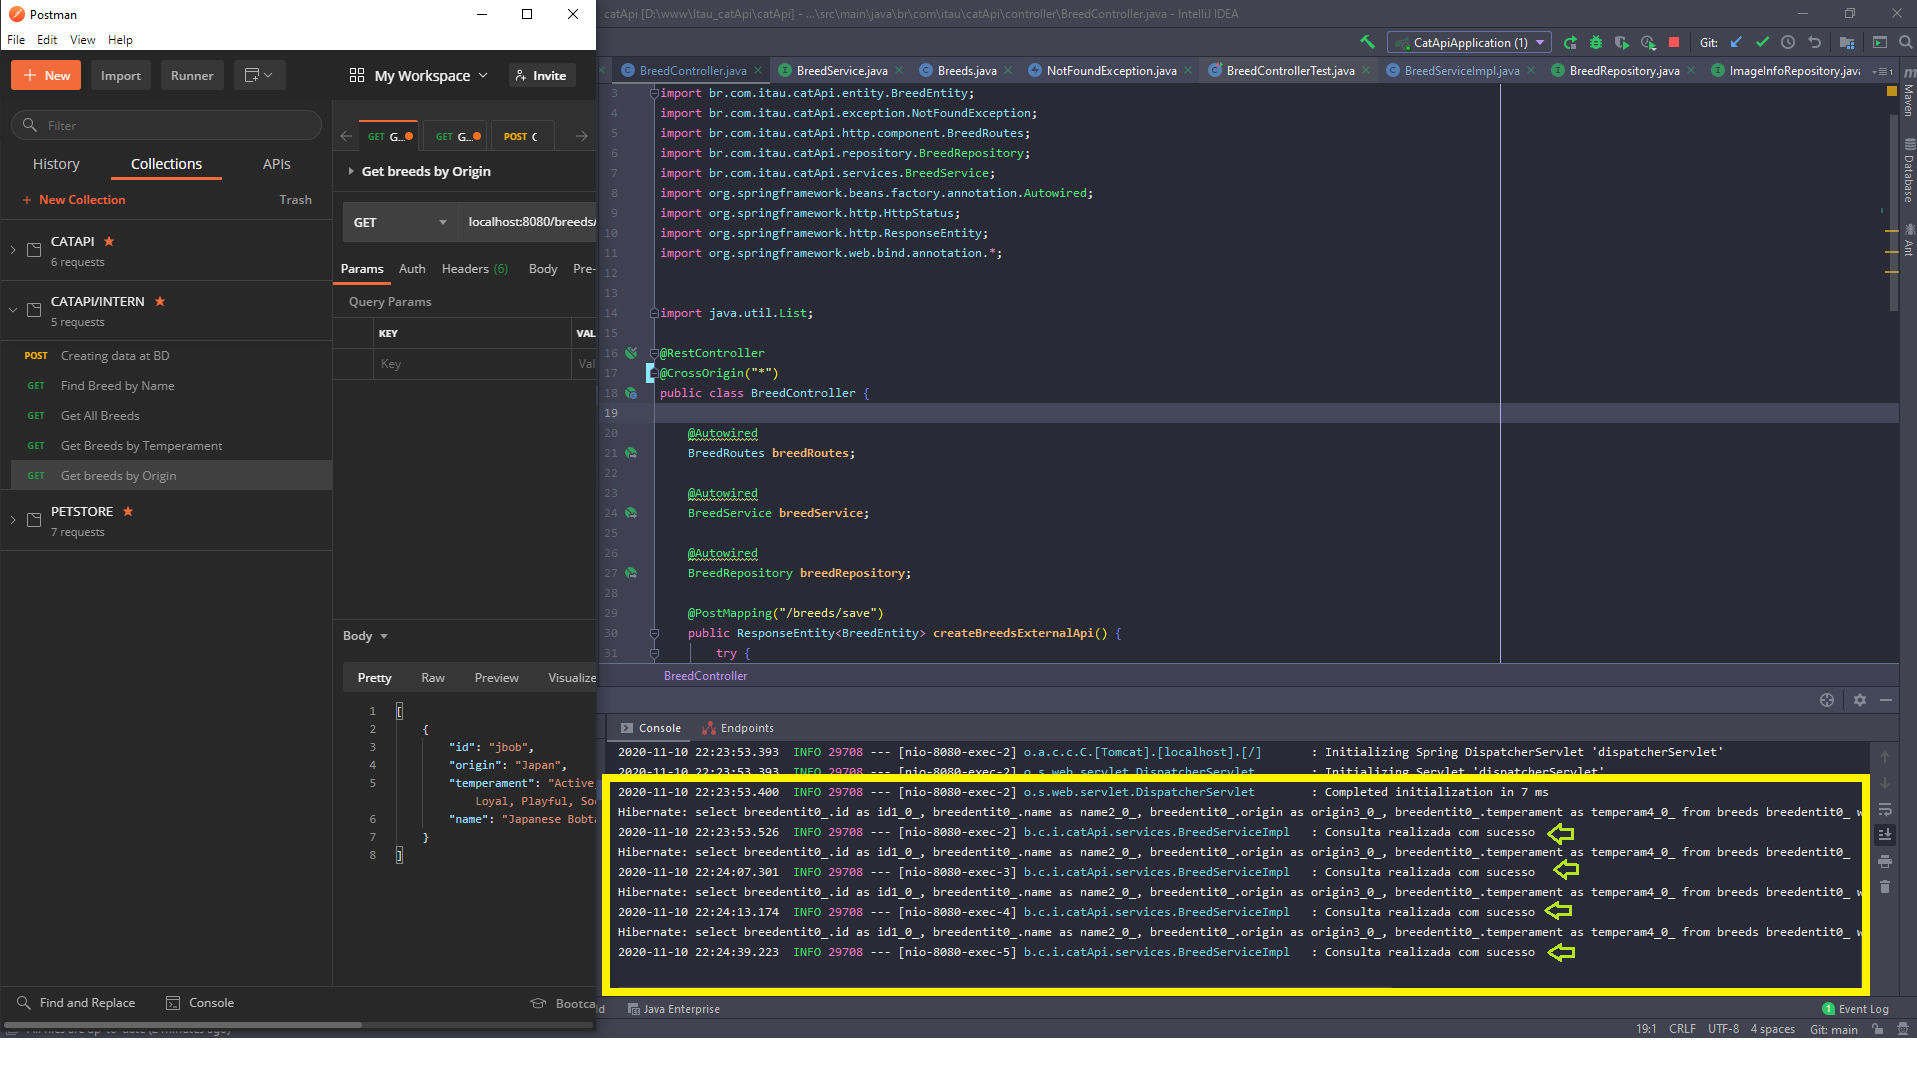 Postman
File Edit View Help
+ New Import Runner My Workspace Invite
Filter
History Collections APIs
+ New Collection Trash
CATAPI ★
6 requests
CATAPI/INTERN ★
5 requests
POST Creating data at BD
GET Find Breed by Name
GET Get All Breeds
GET Get Breeds by Temperament
GET Get breeds by Origin
PETSTORE ★
7 requests
GET G... GET G... POST C
Get breeds by Origin
GET localhost:8080/breeds/
Params Auth Headers (6) Body Pre-
Query Params
KEY VAL
Key Val
Body
Pretty Raw Preview Visualize
1 [
2 {
3 "id": "jbob",
4 "origin": "Japan",
5 "temperament": "Active,
Loyal, Playful, Soc
6 "name": "Japanese Bobta
7 }
8 ]
Find and Replace Console Bootca
catApi [D:\www\Itau_catApi\catApi] - ...\src\main\java\br\com\itau\catApi\controller\BreedController.java - IntelliJ IDEA
CatApiApplication (1) Git:
BreedController.java BreedService.java Breeds.java NotFoundException.java BreedControllerTest.java BreedServiceImpl.java BreedRepository.java ImageInfoRepository.java
3 import br.com.itau.catApi.entity.BreedEntity;
4 import br.com.itau.catApi.exception.NotFoundException;
5 import br.com.itau.catApi.http.component.BreedRoutes;
6 import br.com.itau.catApi.repository.BreedRepository;
7 import br.com.itau.catApi.services.BreedService;
8 import org.springframework.beans.factory.annotation.Autowired;
9 import org.springframework.http.HttpStatus;
10 import org.springframework.http.ResponseEntity;
11 import org.springframework.web.bind.annotation.*;
12
13
14 import java.util.List;
15
16 @RestController
17 @CrossOrigin("*")
18 public class BreedController {
19
20 @Autowired
21 BreedRoutes breedRoutes;
22
23 @Autowired
24 BreedService breedService;
25
26 @Autowired
27 BreedRepository breedRepository;
28
29 @PostMapping("/breeds/save")
30 public ResponseEntity<BreedEntity> createBreedsExternalApi() {
31 try {
BreedController
Maven
Database
Ant
Console Endpoints
2020-11-10 22:23:53.393 INFO 29708 --- [nio-8080-exec-2] o.a.c.c.C.[Tomcat].[localhost].[/] : Initializing Spring DispatcherServlet 'dispatcherServlet'
2020-11-10 22:23:53.393 INFO 29708 --- [nio-8080-exec-2] o.s.web.servlet.DispatcherServlet : Initializing Servlet 'dispatcherServlet'
2020-11-10 22:23:53.400 INFO 29708 --- [nio-8080-exec-2] o.s.web.servlet.DispatcherServlet : Completed initialization in 7 ms
Hibernate: select breedentit0_.id as id1_0_, breedentit0_.name as name2_0_, breedentit0_.origin as origin3_0_, breedentit0_.temperament as temperam4_0_ from breeds breedentit0_ w
2020-11-10 22:23:53.526 INFO 29708 --- [nio-8080-exec-2] b.c.i.catApi.services.BreedServiceImpl : Consulta realizada com sucesso
Hibernate: select breedentit0_.id as id1_0_, breedentit0_.name as name2_0_, breedentit0_.origin as origin3_0_, breedentit0_.temperament as temperam4_0_ from breeds breedentit0_
2020-11-10 22:24:07.301 INFO 29708 --- [nio-8080-exec-3] b.c.i.catApi.services.BreedServiceImpl : Consulta realizada com sucesso
Hibernate: select breedentit0_.id as id1_0_, breedentit0_.name as name2_0_, breedentit0_.origin as origin3_0_, breedentit0_.temperament as temperam4_0_ from breeds breedentit0_ w
2020-11-10 22:24:13.174 INFO 29708 --- [nio-8080-exec-4] b.c.i.catApi.services.BreedServiceImpl : Consulta realizada com sucesso
Hibernate: select breedentit0_.id as id1_0_, breedentit0_.name as name2_0_, breedentit0_.origin as origin3_0_, breedentit0_.temperament as temperam4_0_ from breeds breedentit0_ w
2020-11-10 22:24:39.223 INFO 29708 --- [nio-8080-exec-5] b.c.i.catApi.services.BreedServiceImpl : Consulta realizada com sucesso
d Java Enterprise 1 Event Log
All files are up-to-date (2 minutes ago) 19:1 CRLF UTF-8 4 spaces Git: main